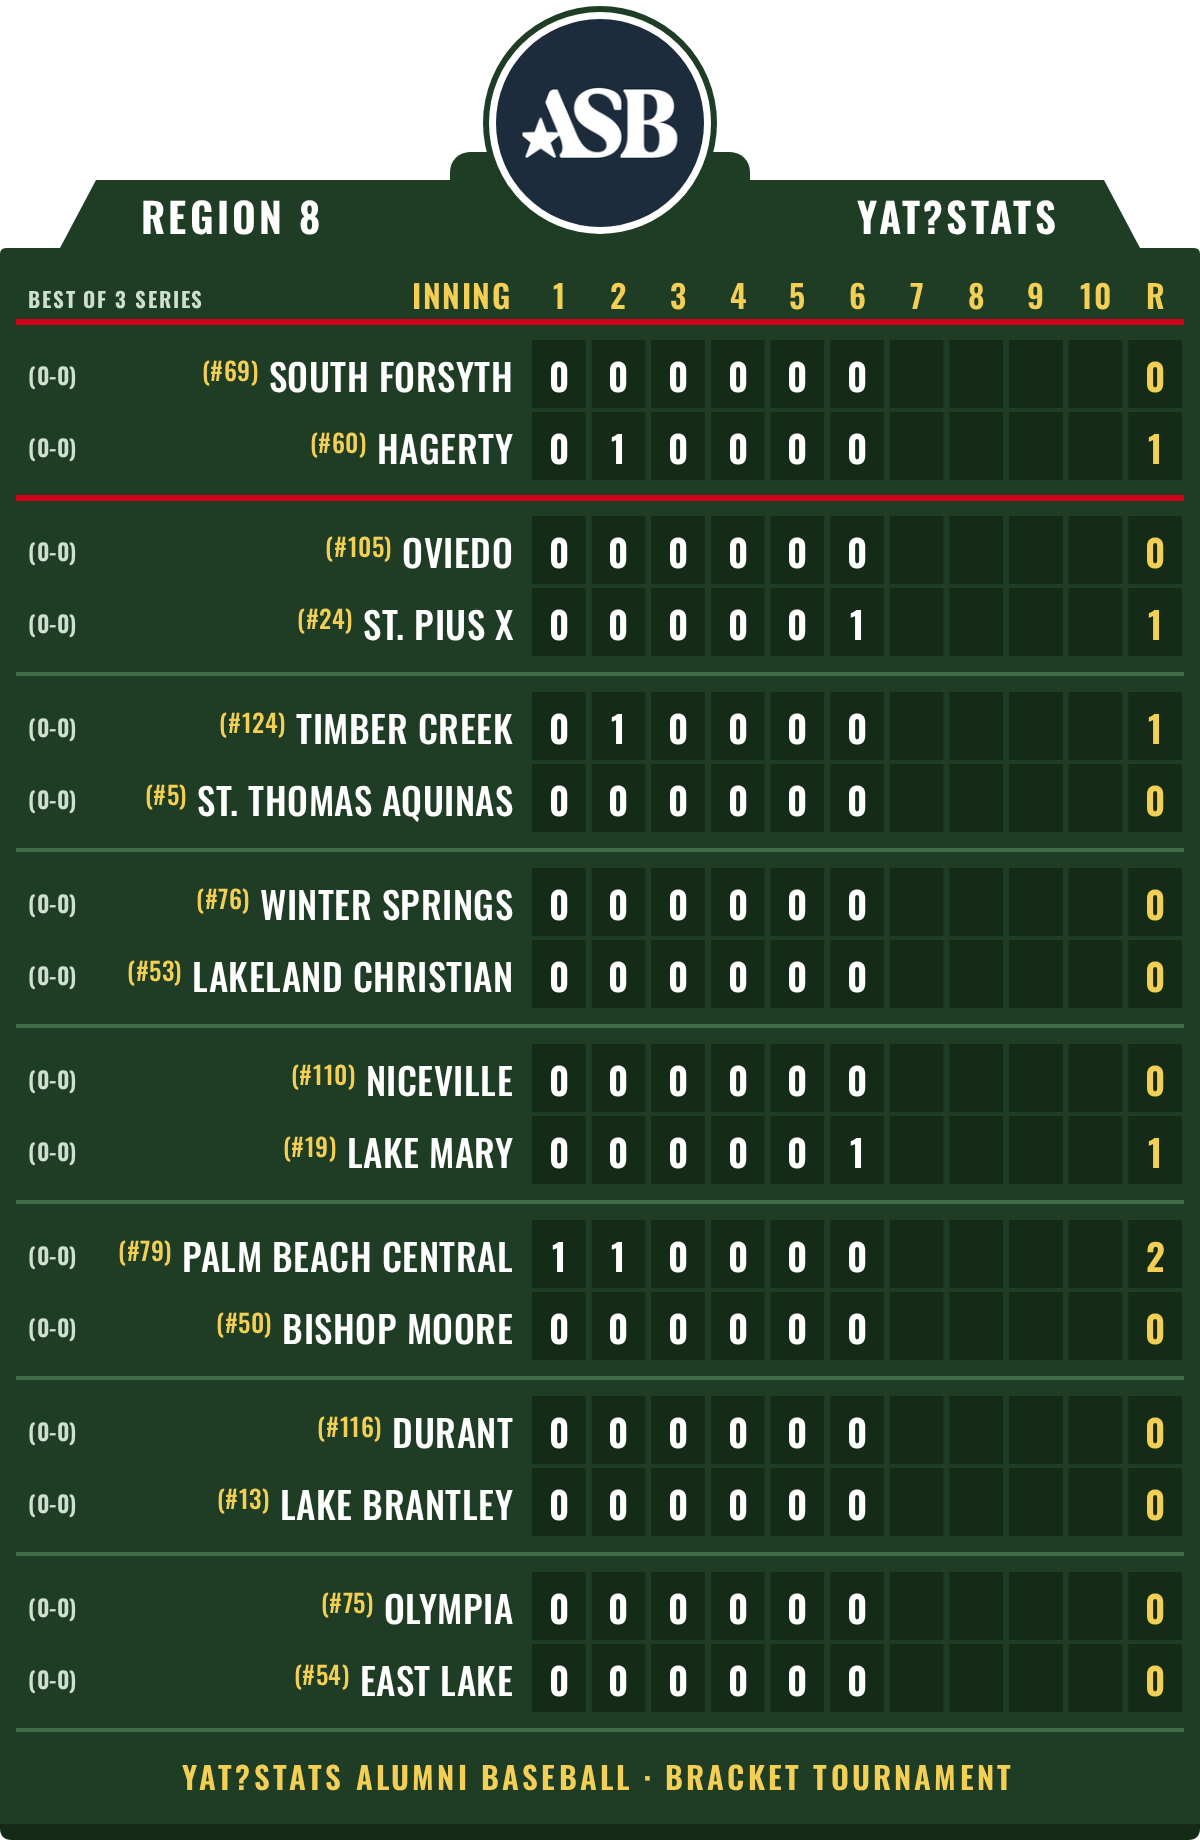 ASB
REGION 8 YAT?STATS
BEST OF 3 SERIES INNING 1 2 3 4 5 6 7 8 9 10 R
(0-0) (#69) SOUTH FORSYTH 0 0 0 0 0 0 0
(0-0) (#60) HAGERTY 0 1 0 0 0 0 1
(0-0) (#105) OVIEDO 0 0 0 0 0 0 0
(0-0) (#24) ST. PIUS X 0 0 0 0 0 1 1
(0-0) (#124) TIMBER CREEK 0 1 0 0 0 0 1
(0-0) (#5) ST. THOMAS AQUINAS 0 0 0 0 0 0 0
(0-0) (#76) WINTER SPRINGS 0 0 0 0 0 0 0
(0-0) (#53) LAKELAND CHRISTIAN 0 0 0 0 0 0 0
(0-0) (#110) NICEVILLE 0 0 0 0 0 0 0
(0-0) (#19) LAKE MARY 0 0 0 0 0 1 1
(0-0) (#79) PALM BEACH CENTRAL 1 1 0 0 0 0 2
(0-0) (#50) BISHOP MOORE 0 0 0 0 0 0 0
(0-0) (#116) DURANT 0 0 0 0 0 0 0
(0-0) (#13) LAKE BRANTLEY 0 0 0 0 0 0 0
(0-0) (#75) OLYMPIA 0 0 0 0 0 0 0
(0-0) (#54) EAST LAKE 0 0 0 0 0 0 0
YAT?STATS ALUMNI BASEBALL · BRACKET TOURNAMENT